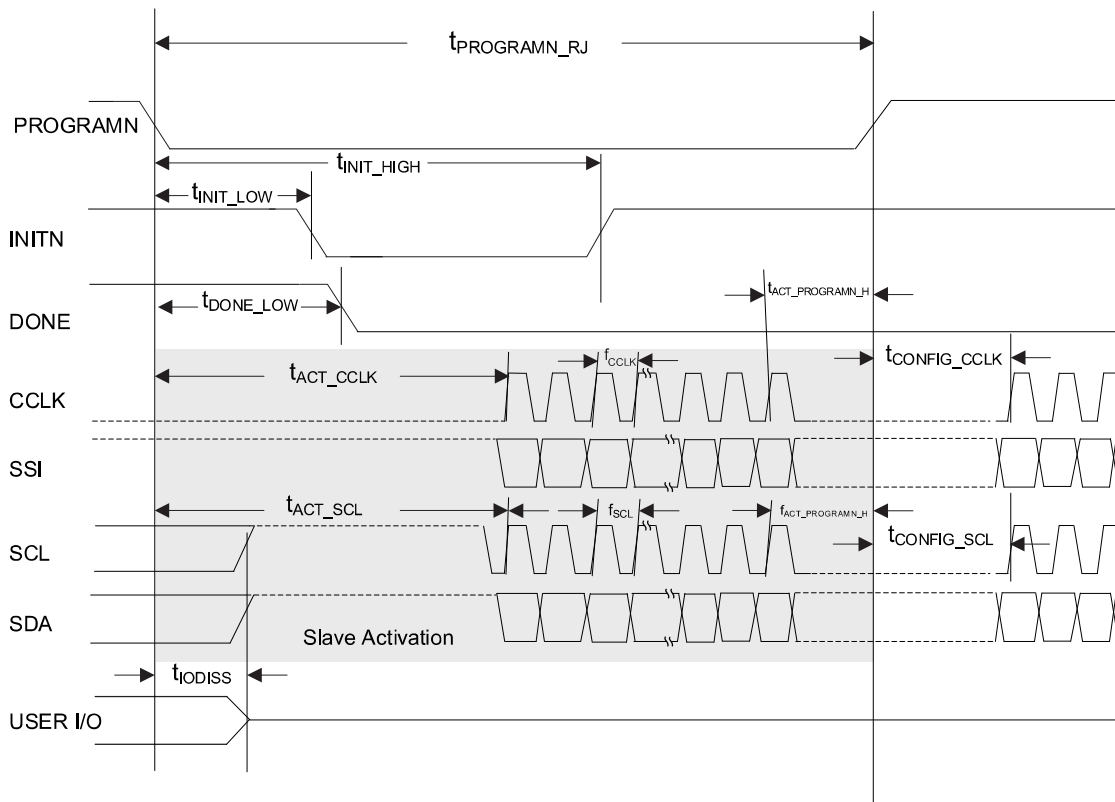 tPROGRAMN_RJ
PROGRAMN
tINIT_HIGH
tINIT_LOW
INITN
tACT_PROGRAMN_H
tDONE_LOW
DONE
fCCLK
tCONFIG_CCLK
tACT_CCLK
CCLK
SSI
tACT_SCL
fSCL
fACT_PROGRAMN_H
tCONFIG_SCL
SCL
SDA
Slave Activation
tIODISS
USER I/O